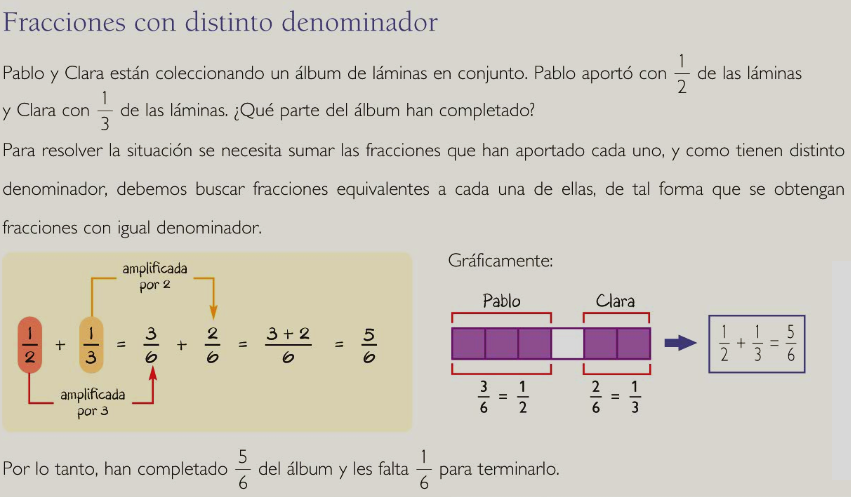 Fracciones con distinto denominador
Pablo y Clara están coleccionando un álbum de láminas en conjunto. Pablo aportó con 1/2 de las láminas
y Clara con 1/3 de las láminas. ¿Qué parte del álbum han completado?
Para resolver la situación se necesita sumar las fracciones que han aportado cada uno, y como tienen distinto
denominador, debemos buscar fracciones equivalentes a cada una de ellas, de tal forma que se obtengan
fracciones con igual denominador.
amplificada
por 2
1/2 + 1/3 = 3/6 + 2/6 = (3 + 2)/6 = 5/6
amplificada
por 3
Gráficamente:
Pablo Clara
1/2 + 1/3 = 5/6
3/6 = 1/2 2/6 = 1/3
Por lo tanto, han completado 5/6 del álbum y les falta 1/6 para terminarlo.